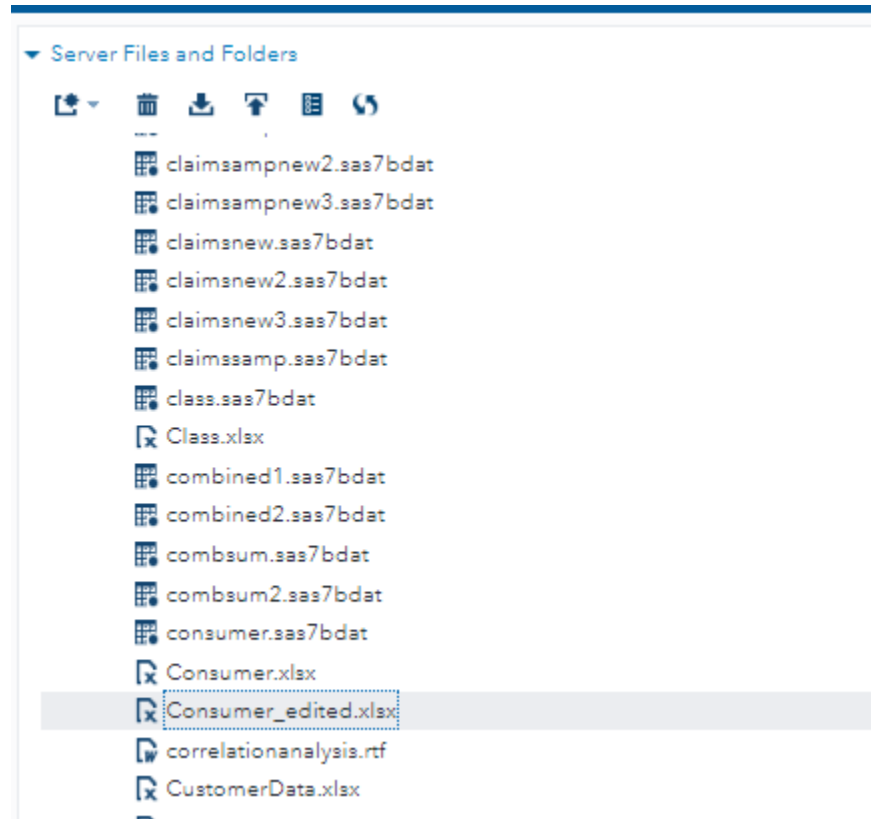 Server Files and Folders
claimsampnew2.sas7bdat
claimsampnew3.sas7bdat
claimsnew.sas7bdat
claimsnew2.sas7bdat
claimsnew3.sas7bdat
claimssamp.sas7bdat
class.sas7bdat
Class.xlsx
combined1.sas7bdat
combined2.sas7bdat
combsum.sas7bdat
combsum2.sas7bdat
consumer.sas7bdat
Consumer.xlsx
Consumer_edited.xlsx
correlationanalysis.rtf
CustomerData.xlsx